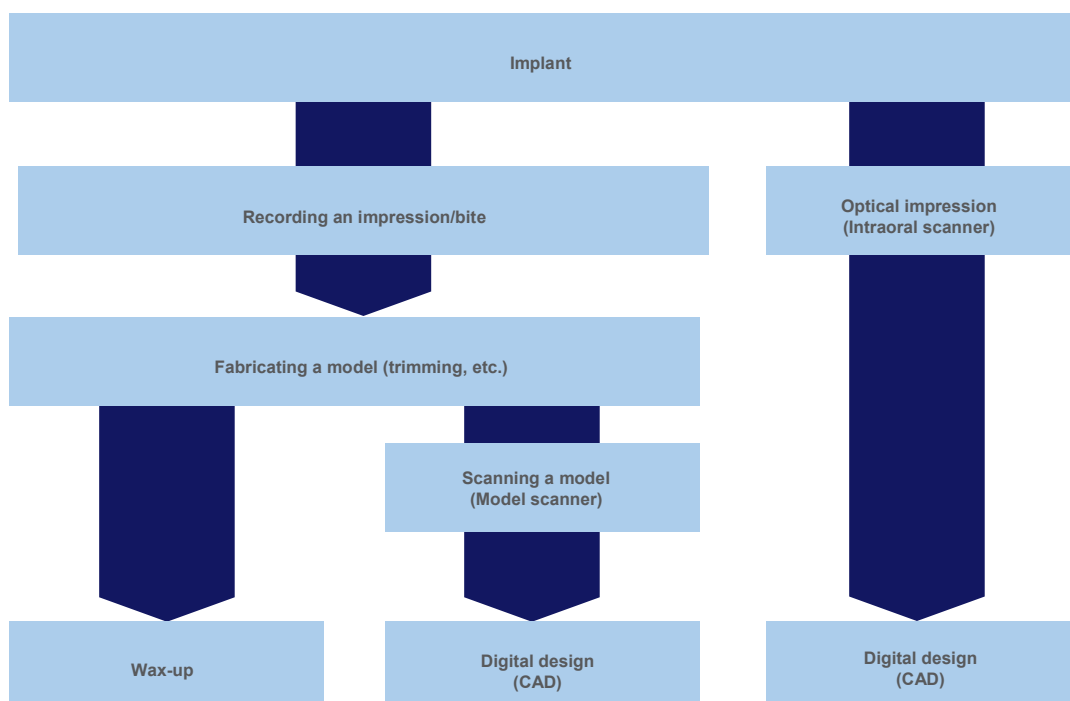 Implant
Recording an impression/bite
Optical impression
(Intraoral scanner)
Fabricating a model (trimming, etc.)
Scanning a model
(Model scanner)
Wax-up
Digital design
(CAD)
Digital design
(CAD)